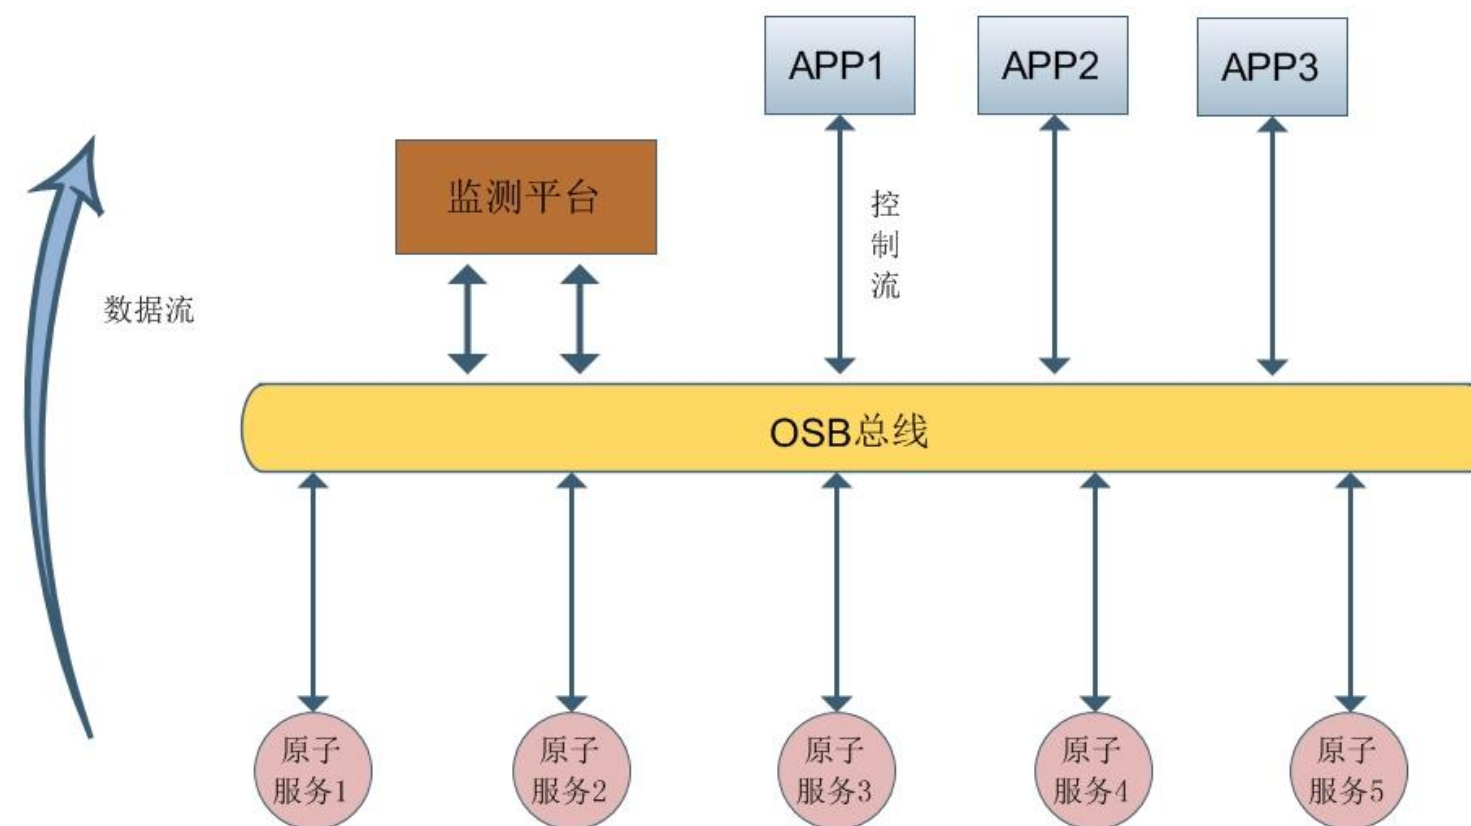 APP1
APP2
APP3
监测平台
控
制
流
数据流
OSB总线
原子
服务1
原子
服务2
原子
服务3
原子
服务4
原子
服务5